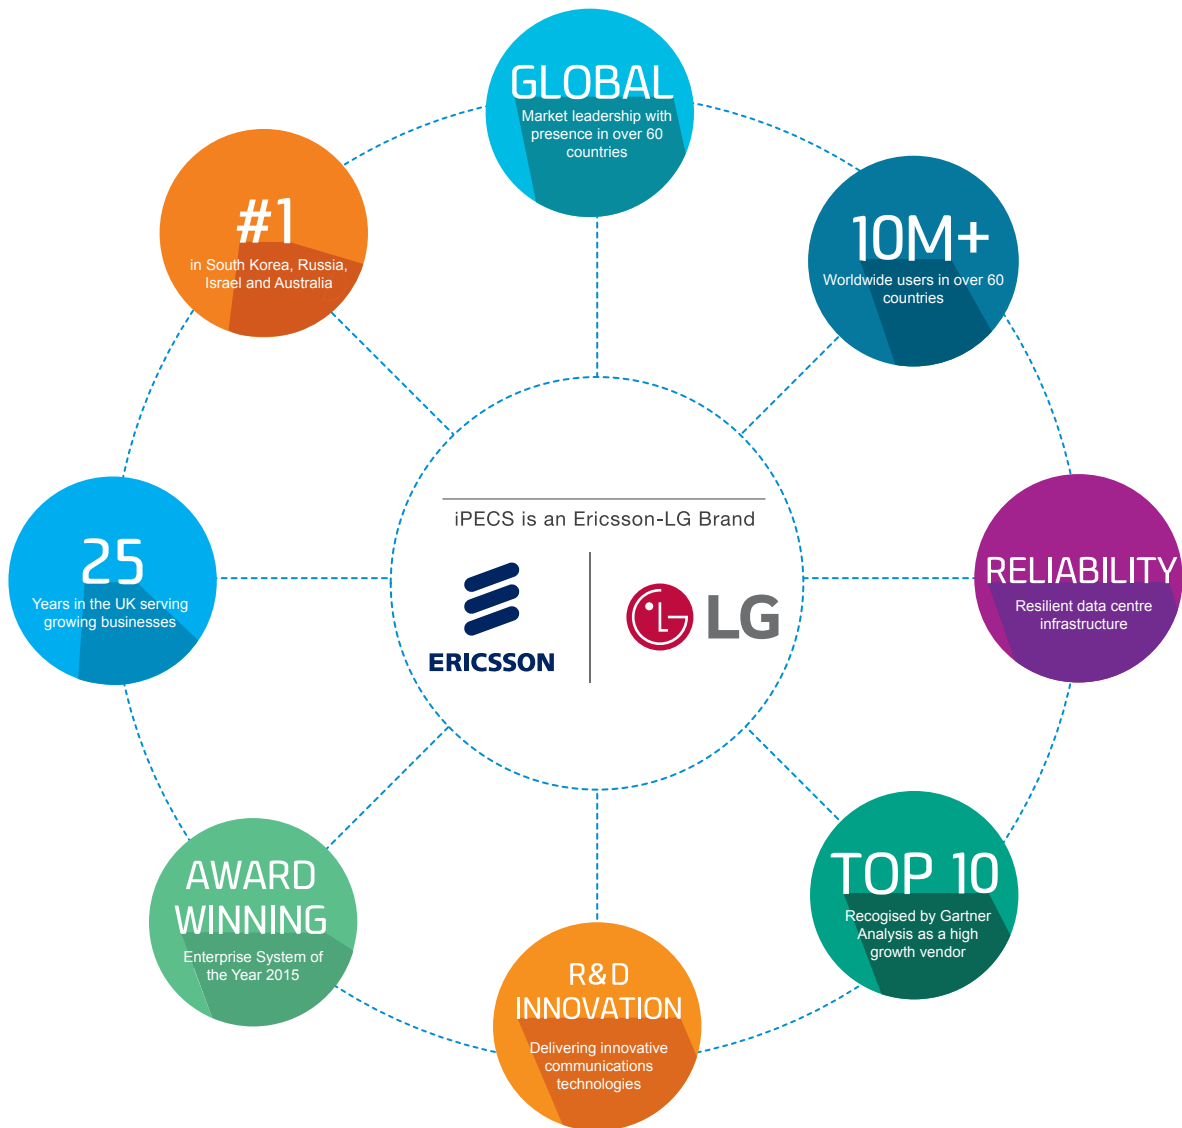 GLOBAL
Market leadership with
presence in over 60
countries
10M+
Worldwide users in over 60
countries
RELIABILITY
Resilient data centre
infrastructure
TOP 10
Recogised by Gartner
Analysis as a high
growth vendor
R&D
INNOVATION
Delivering innovative
communications
technologies
AWARD
WINNING
Enterprise System of
the Year 2015
25
Years in the UK serving
growing businesses
#1
in South Korea, Russia,
Israel and Australia
iPECS is an Ericsson-LG Brand
ERICSSON
LG